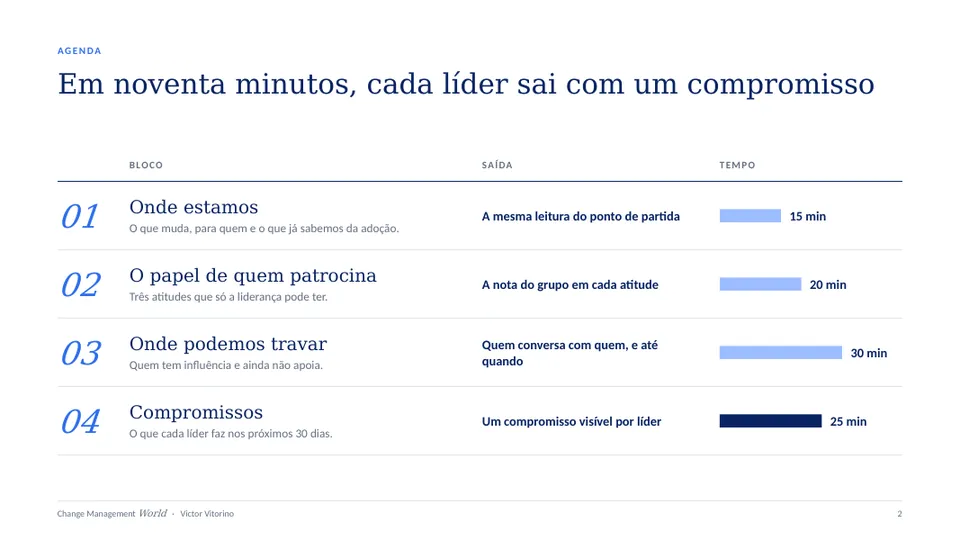 AGENDA
Em noventa minutos, cada líder sai com um compromisso
BLOCO
SAÍDA
TEMPO
01
Onde estamos
O que muda, para quem e o que já sabemos da adoção.
A mesma leitura do ponto de partida
15 min
02
O papel de quem patrocina
Três atitudes que só a liderança pode ter.
A nota do grupo em cada atitude
20 min
03
Onde podemos travar
Quem tem influência e ainda não apoia.
Quem conversa com quem, e até
quando
30 min
04
Compromissos
O que cada líder faz nos próximos 30 dias.
Um compromisso visível por líder
25 min
Change Management World · Victor Vitorino
2